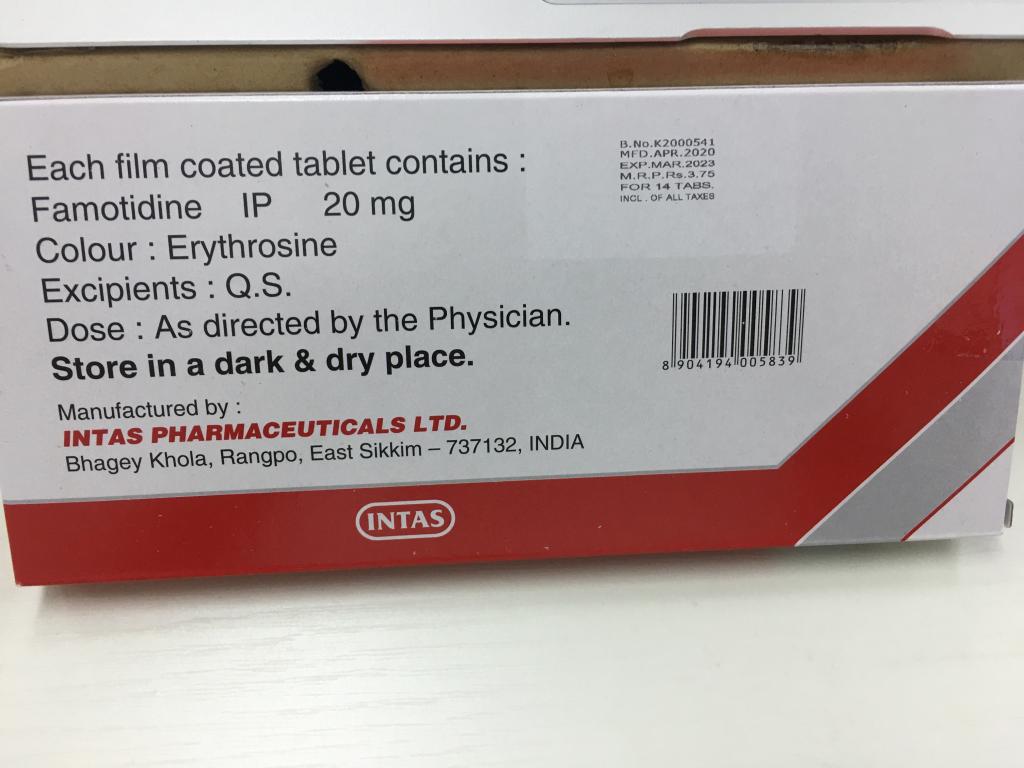 Each film coated tablet contains :
Famotidine IP 20 mg
Colour : Erythrosine
Excipients : Q.S.
Dose : As directed by the Physician.
Store in a dark & dry place.
Manufactured by :
INTAS PHARMACEUTICALS LTD.
Bhagey Khola, Rangpo, East Sikkim – 737132, INDIA
B.No.K2000541
MFD.APR.2020
EXP.MAR.2023
M.R.P.Rs.3.75
FOR 14 TABS.
INCL . OF ALL TAXES
8 904194 005839
INTAS